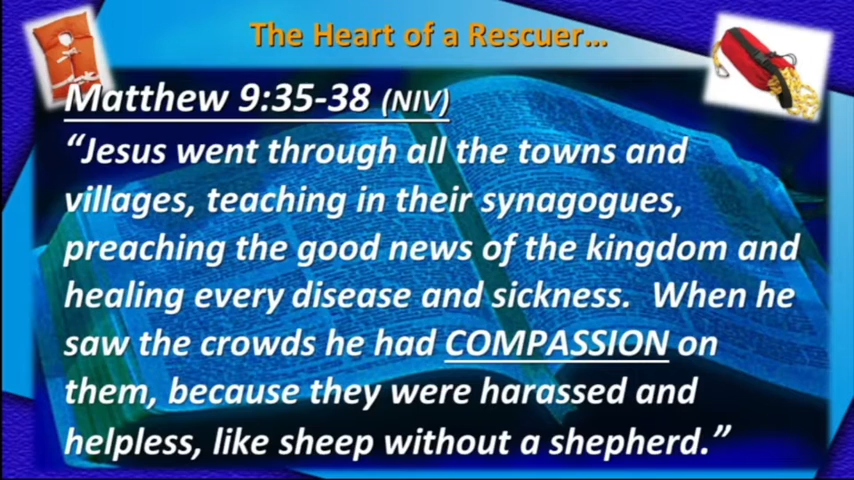 The Heart of a Rescuer...
Matthew 9:35-38 (NIV)
“Jesus went through all the towns and
villages, teaching in their synagogues,
preaching the good news of the kingdom and
healing every disease and sickness. When he
saw the crowds he had COMPASSION on
them, because they were harassed and
helpless, like sheep without a shepherd.”